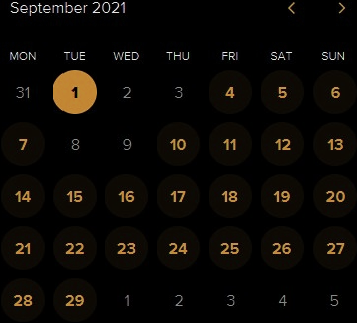 September 2021
MON TUE WED THU FRI SAT SUN
31 1 2 3 4 5 6
7 8 9 10 11 12 13
14 15 16 17 18 19 20
21 22 23 24 25 26 27
28 29 1 2 3 4 5